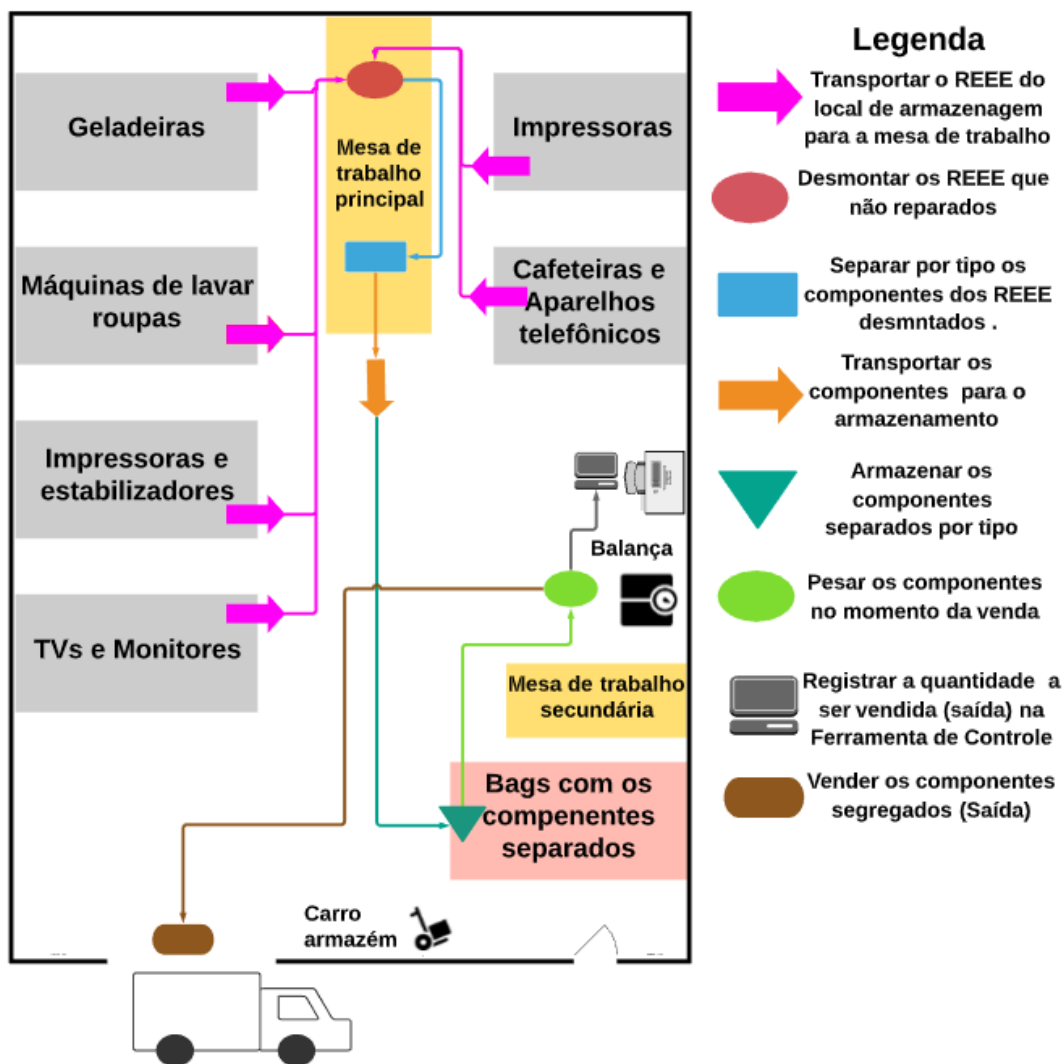 Geladeiras
Máquinas de lavar
roupas
Impressoras e
estabilizadores
TVs e Monitores
Mesa de
trabalho
principal
Impressoras
Cafeteiras e
Aparelhos
telefônicos
Balança
Mesa de trabalho
secundária
Bags com os
compenentes
separados
Carro
armazém
Legenda
Transportar o REEE do
local de armazenagem
para a mesa de trabalho
Desmontar os REEE que
não reparados
Separar por tipo os
componentes dos REEE
desmntados .
Transportar os
componentes para o
armazenamento
Armazenar os
componentes
separados por tipo
Pesar os componentes
no momento da venda
Registrar a quantidade a
ser vendida (saída) na
Ferramenta de Controle
Vender os componentes
segregados (Saída)